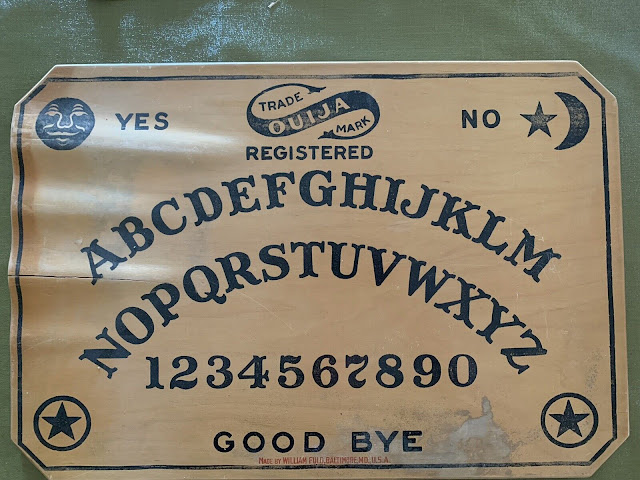 YES
TRADE
OUIJA
MARK
REGISTERED
NO
ABCDEFGHIJKLM
NOPQRSTUVWXYZ
1234567890
GOOD BYE
MADE BY WILLIAM FULD, BALTIMORE, MD., U.S.A.